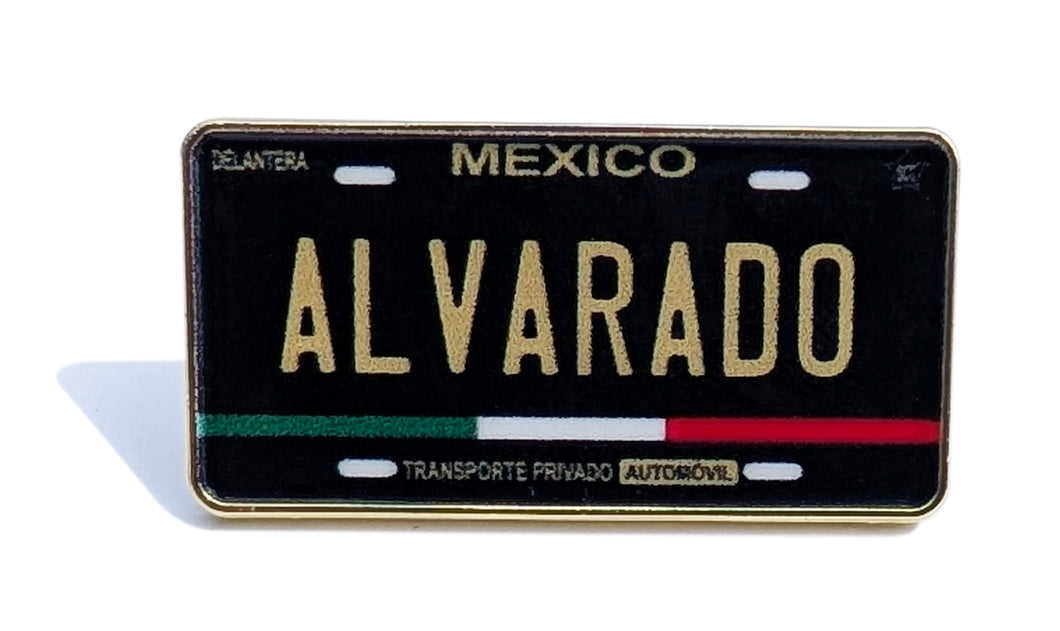 DELANTERA MEXICO
ALVARADO
TRANSPORTE PRIVADO AUTOMÓVIL